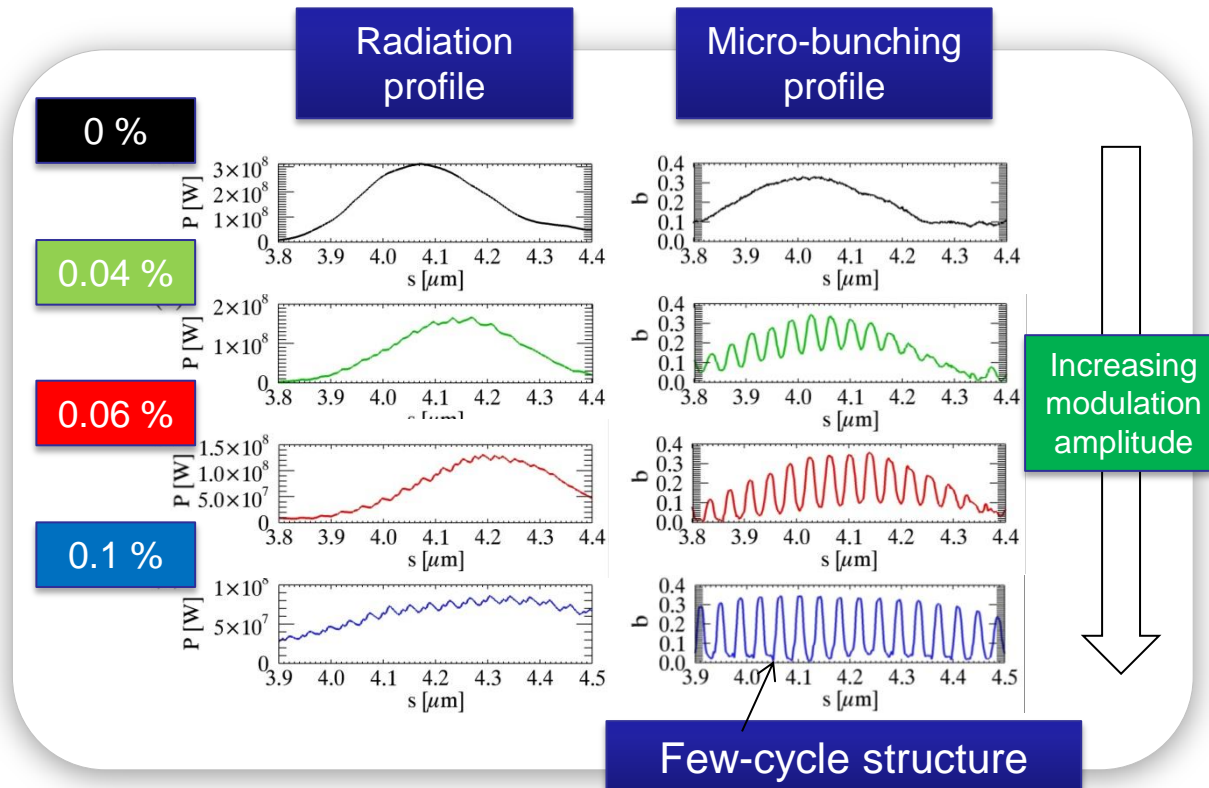 Radiation
profile
Micro-bunching
profile
0 %
3×10⁸
2×10⁸
1×10⁸
0
P [W]
3.8 3.9 4.0 4.1 4.2 4.3 4.4
s [μm]
0.4
0.3
0.2
0.1
0.0
b
3.8 3.9 4.0 4.1 4.2 4.3 4.4
s [μm]
0.04 %
2×10⁸
1×10⁸
0
P [W]
3.8 3.9 4.0 4.1 4.2 4.3 4.4
0.4
0.3
0.2
0.1
0.0
b
3.8 3.9 4.0 4.1 4.2 4.3 4.4
s [μm]
Increasing
modulation
amplitude
0.06 %
1.5×10⁸
1.0×10⁸
5.0×10⁷
0
P [W]
3.8 3.9 4.0 4.1 4.2 4.3 4.4
s [μm]
0.4
0.3
0.2
0.1
0.0
b
3.8 3.9 4.0 4.1 4.2 4.3 4.4
s [μm]
0.1 %
1×10⁸
5×10⁷
0
P [W]
3.9 4.0 4.1 4.2 4.3 4.4 4.5
s [μm]
0.4
0.3
0.2
0.1
0.0
b
3.9 4.0 4.1 4.2 4.3 4.4 4.5
s [μm]
Few-cycle structure